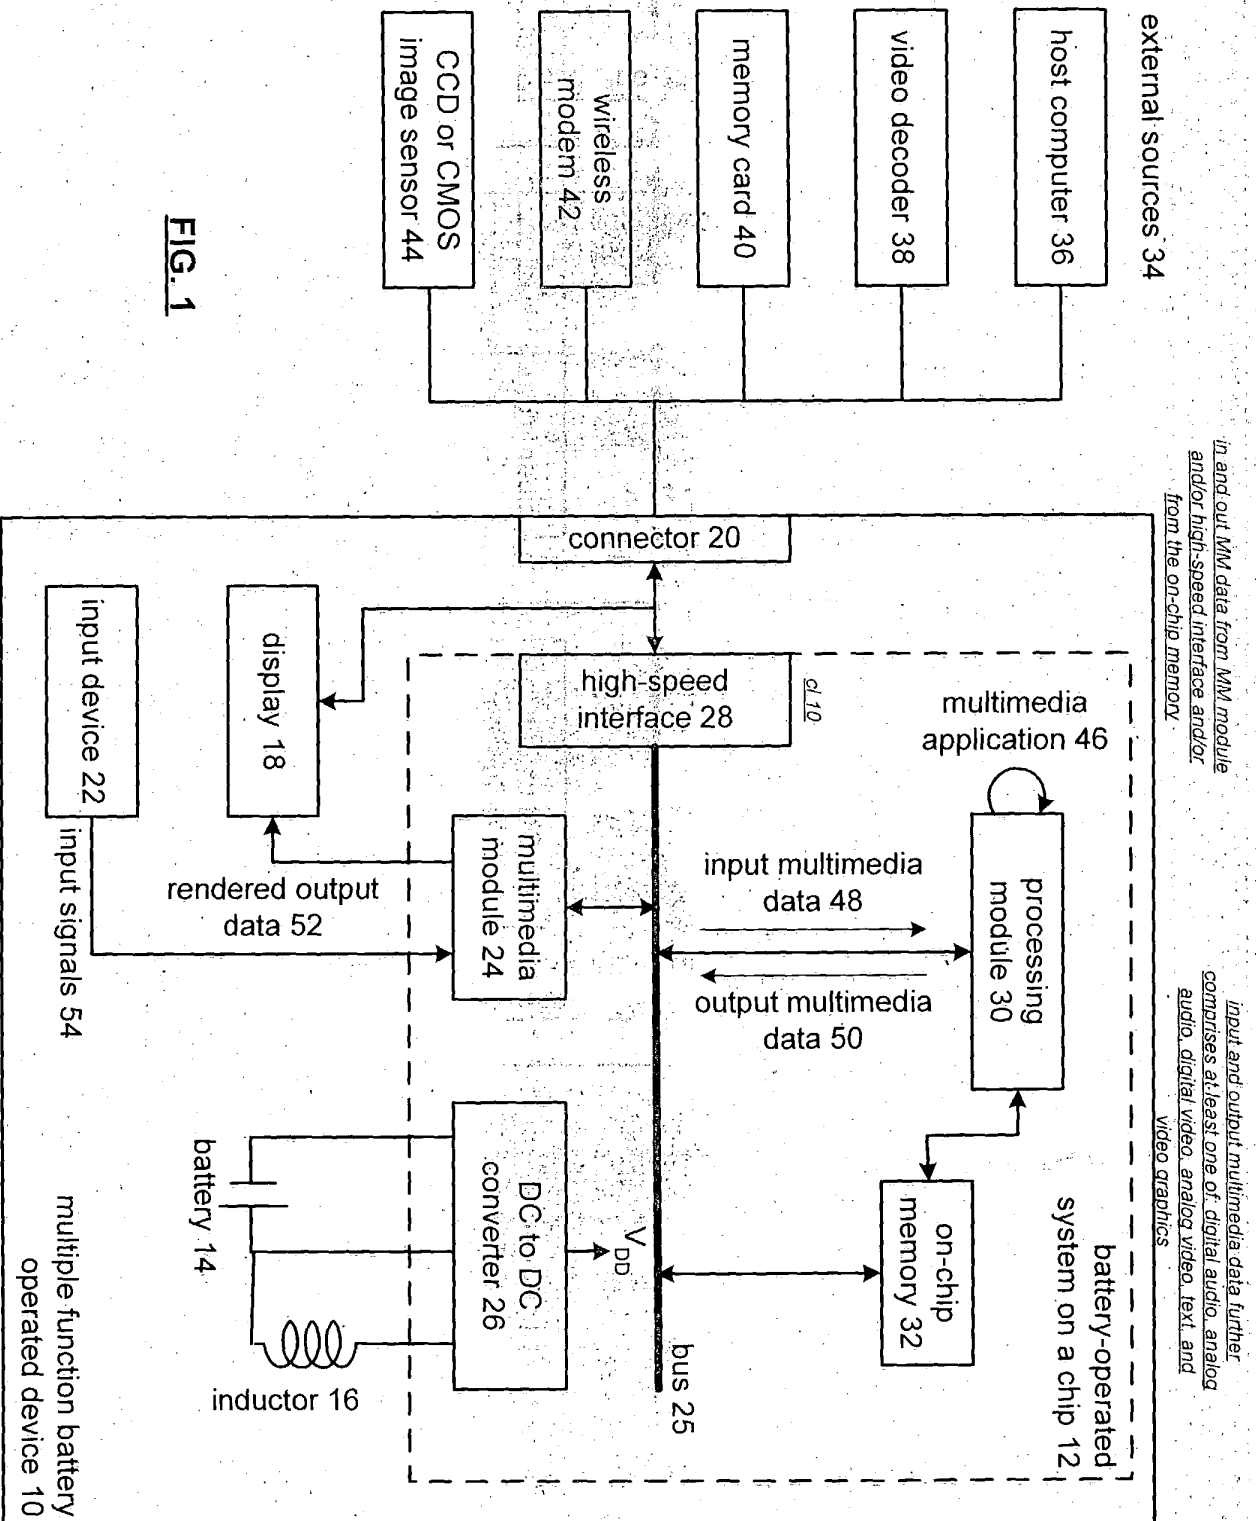 external sources 34
host computer 36
video decoder 38
memory card 40
wireless
modem 42
CCD or CMOS
image sensor 44
FIG. 1
in and out MM data from MM module
and/or high-speed interface and/or
from the on-chip memory
input and output multimedia data further
comprises at least one of: digital audio, analog
audio, digital video, analog video, text, and
video graphics
connector 20
high-speed
interface 28
cl 10
multimedia
application 46
processing
module 30
input multimedia
data 48
output multimedia
data 50
on-chip
memory 32
battery-operated
system on a chip 12
bus 25
multimedia
module 24
display 18
input device 22
rendered output
data 52
input signals 54
DC to DC
converter 26
VDD
battery 14
inductor 16
multiple function battery
operated device 10